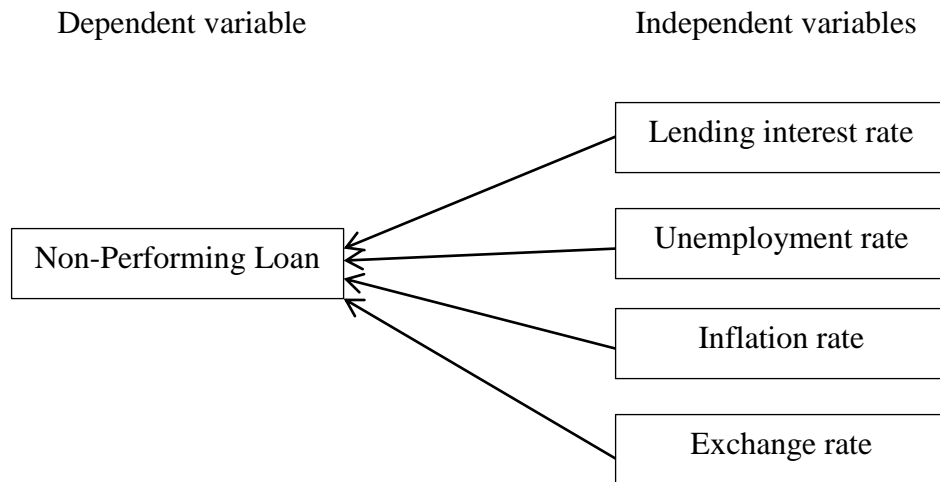 Dependent variable
Independent variables
Lending interest rate
Unemployment rate
Non-Performing Loan
Inflation rate
Exchange rate